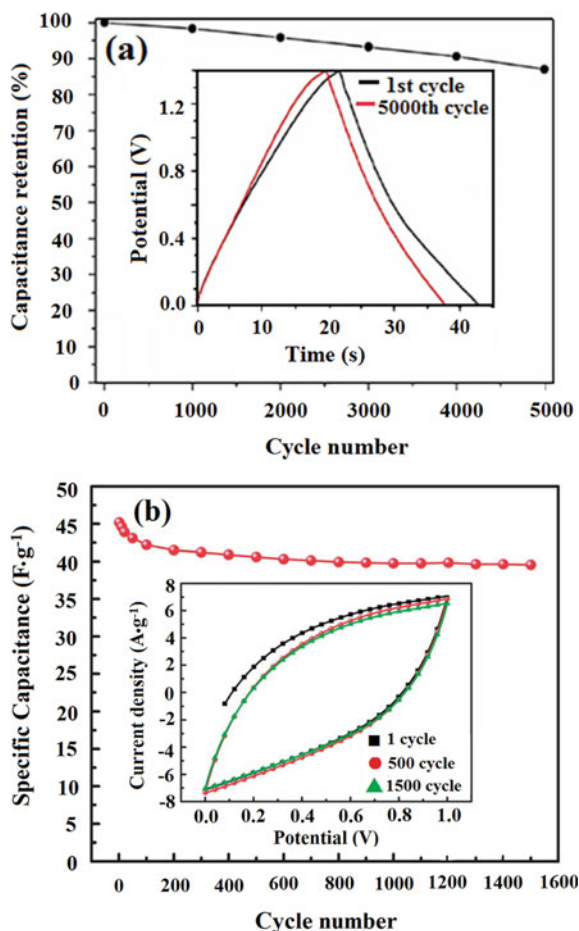 100
90
80
70
60
50
40
30
20
10
0
Capacitance retention (%)
(a)
1st cycle
5000th cycle
1.2
0.8
0.4
0.0
Potential (V)
0 10 20 30 40
Time (s)
0 1000 2000 3000 4000 5000
Cycle number
50
45
40
35
30
25
20
15
10
5
0
Specific Capacitance (F·g⁻¹)
(b)
8
6
4
2
0
-2
-4
-6
-8
Current density (A·g⁻¹)
1 cycle
500 cycle
1500 cycle
0.0 0.2 0.4 0.6 0.8 1.0
Potential (V)
0 200 400 600 800 1000 1200 1400 1600
Cycle number